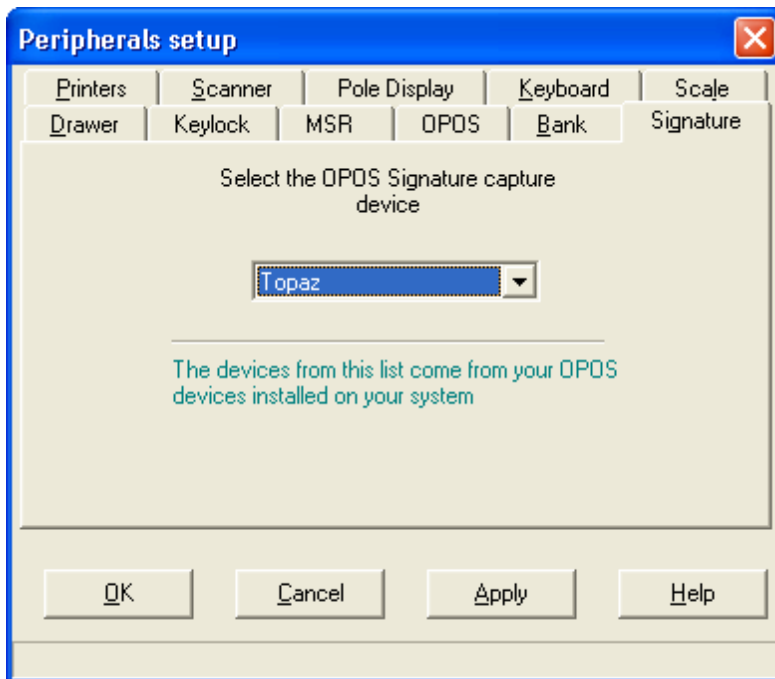 Peripherals setup
Printers Scanner Pole Display Keyboard Scale
Drawer Keylock MSR OPOS Bank Signature
Select the OPOS Signature capture
device
Topaz
The devices from this list come from your OPOS
devices installed on your system
OK Cancel Apply Help